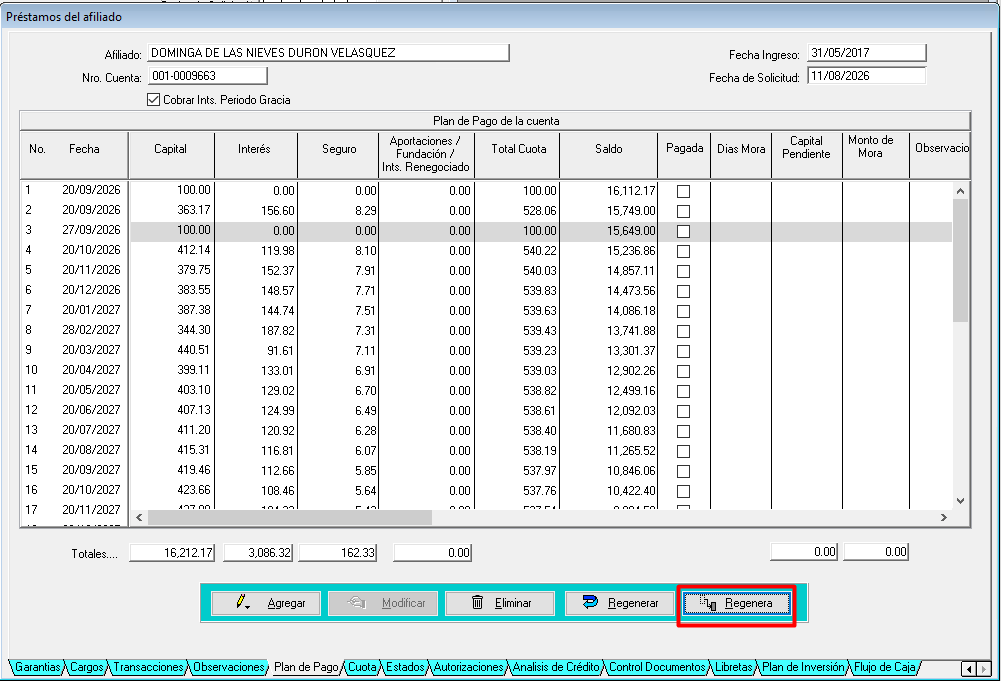 Préstamos del afiliado
Afiliado: DOMINGA DE LAS NIEVES DURON VELASQUEZ Fecha Ingreso: 31/05/2017
Nro. Cuenta: 001-0009663 Fecha de Solicitud: 11/08/2026
Cobrar Ints. Periodo Gracia
Plan de Pago de la cuenta
No. Fecha Capital Interés Seguro Aportaciones / Fundación / Ints. Renegociado Total Cuota Saldo Pagada Dias Mora Capital Pendiente Monto de Mora Observacio
1 20/09/2026 100.00 0.00 0.00 0.00 100.00 16,112.17
2 20/09/2026 363.17 156.60 8.29 0.00 528.06 15,749.00
3 27/09/2026 100.00 0.00 0.00 0.00 100.00 15,649.00
4 20/10/2026 412.14 119.98 8.10 0.00 540.22 15,236.86
5 20/11/2026 379.75 152.37 7.91 0.00 540.03 14,857.11
6 20/12/2026 383.55 148.57 7.71 0.00 539.83 14,473.56
7 20/01/2027 387.38 144.74 7.51 0.00 539.63 14,086.18
8 28/02/2027 344.30 187.82 7.31 0.00 539.43 13,741.88
9 20/03/2027 440.51 91.61 7.11 0.00 539.23 13,301.37
10 20/04/2027 399.11 133.01 6.91 0.00 539.03 12,902.26
11 20/05/2027 403.10 129.02 6.70 0.00 538.82 12,499.16
12 20/06/2027 407.13 124.99 6.49 0.00 538.61 12,092.03
13 20/07/2027 411.20 120.92 6.28 0.00 538.40 11,680.83
14 20/08/2027 415.31 116.81 6.07 0.00 538.19 11,265.52
15 20/09/2027 419.46 112.66 5.85 0.00 537.97 10,846.06
16 20/10/2027 423.66 108.46 5.64 0.00 537.76 10,422.40
17 20/11/2027
Totales.... 16,212.17 3,086.32 162.33 0.00 0.00 0.00
Agregar Modificar Eliminar Regenerar Regenera
Garantias Cargos Transacciones Observaciones Plan de Pago Cuota Estados Autorizaciones Analisis de Crédito Control Documentos Libretas Plan de Inversión Flujo de Caja